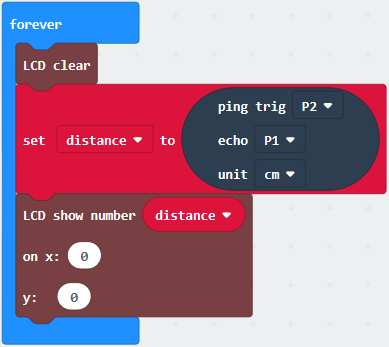 forever
LCD clear
ping trig P2
set distance to echo P1
unit cm
LCD show number distance
on x: 0
y: 0